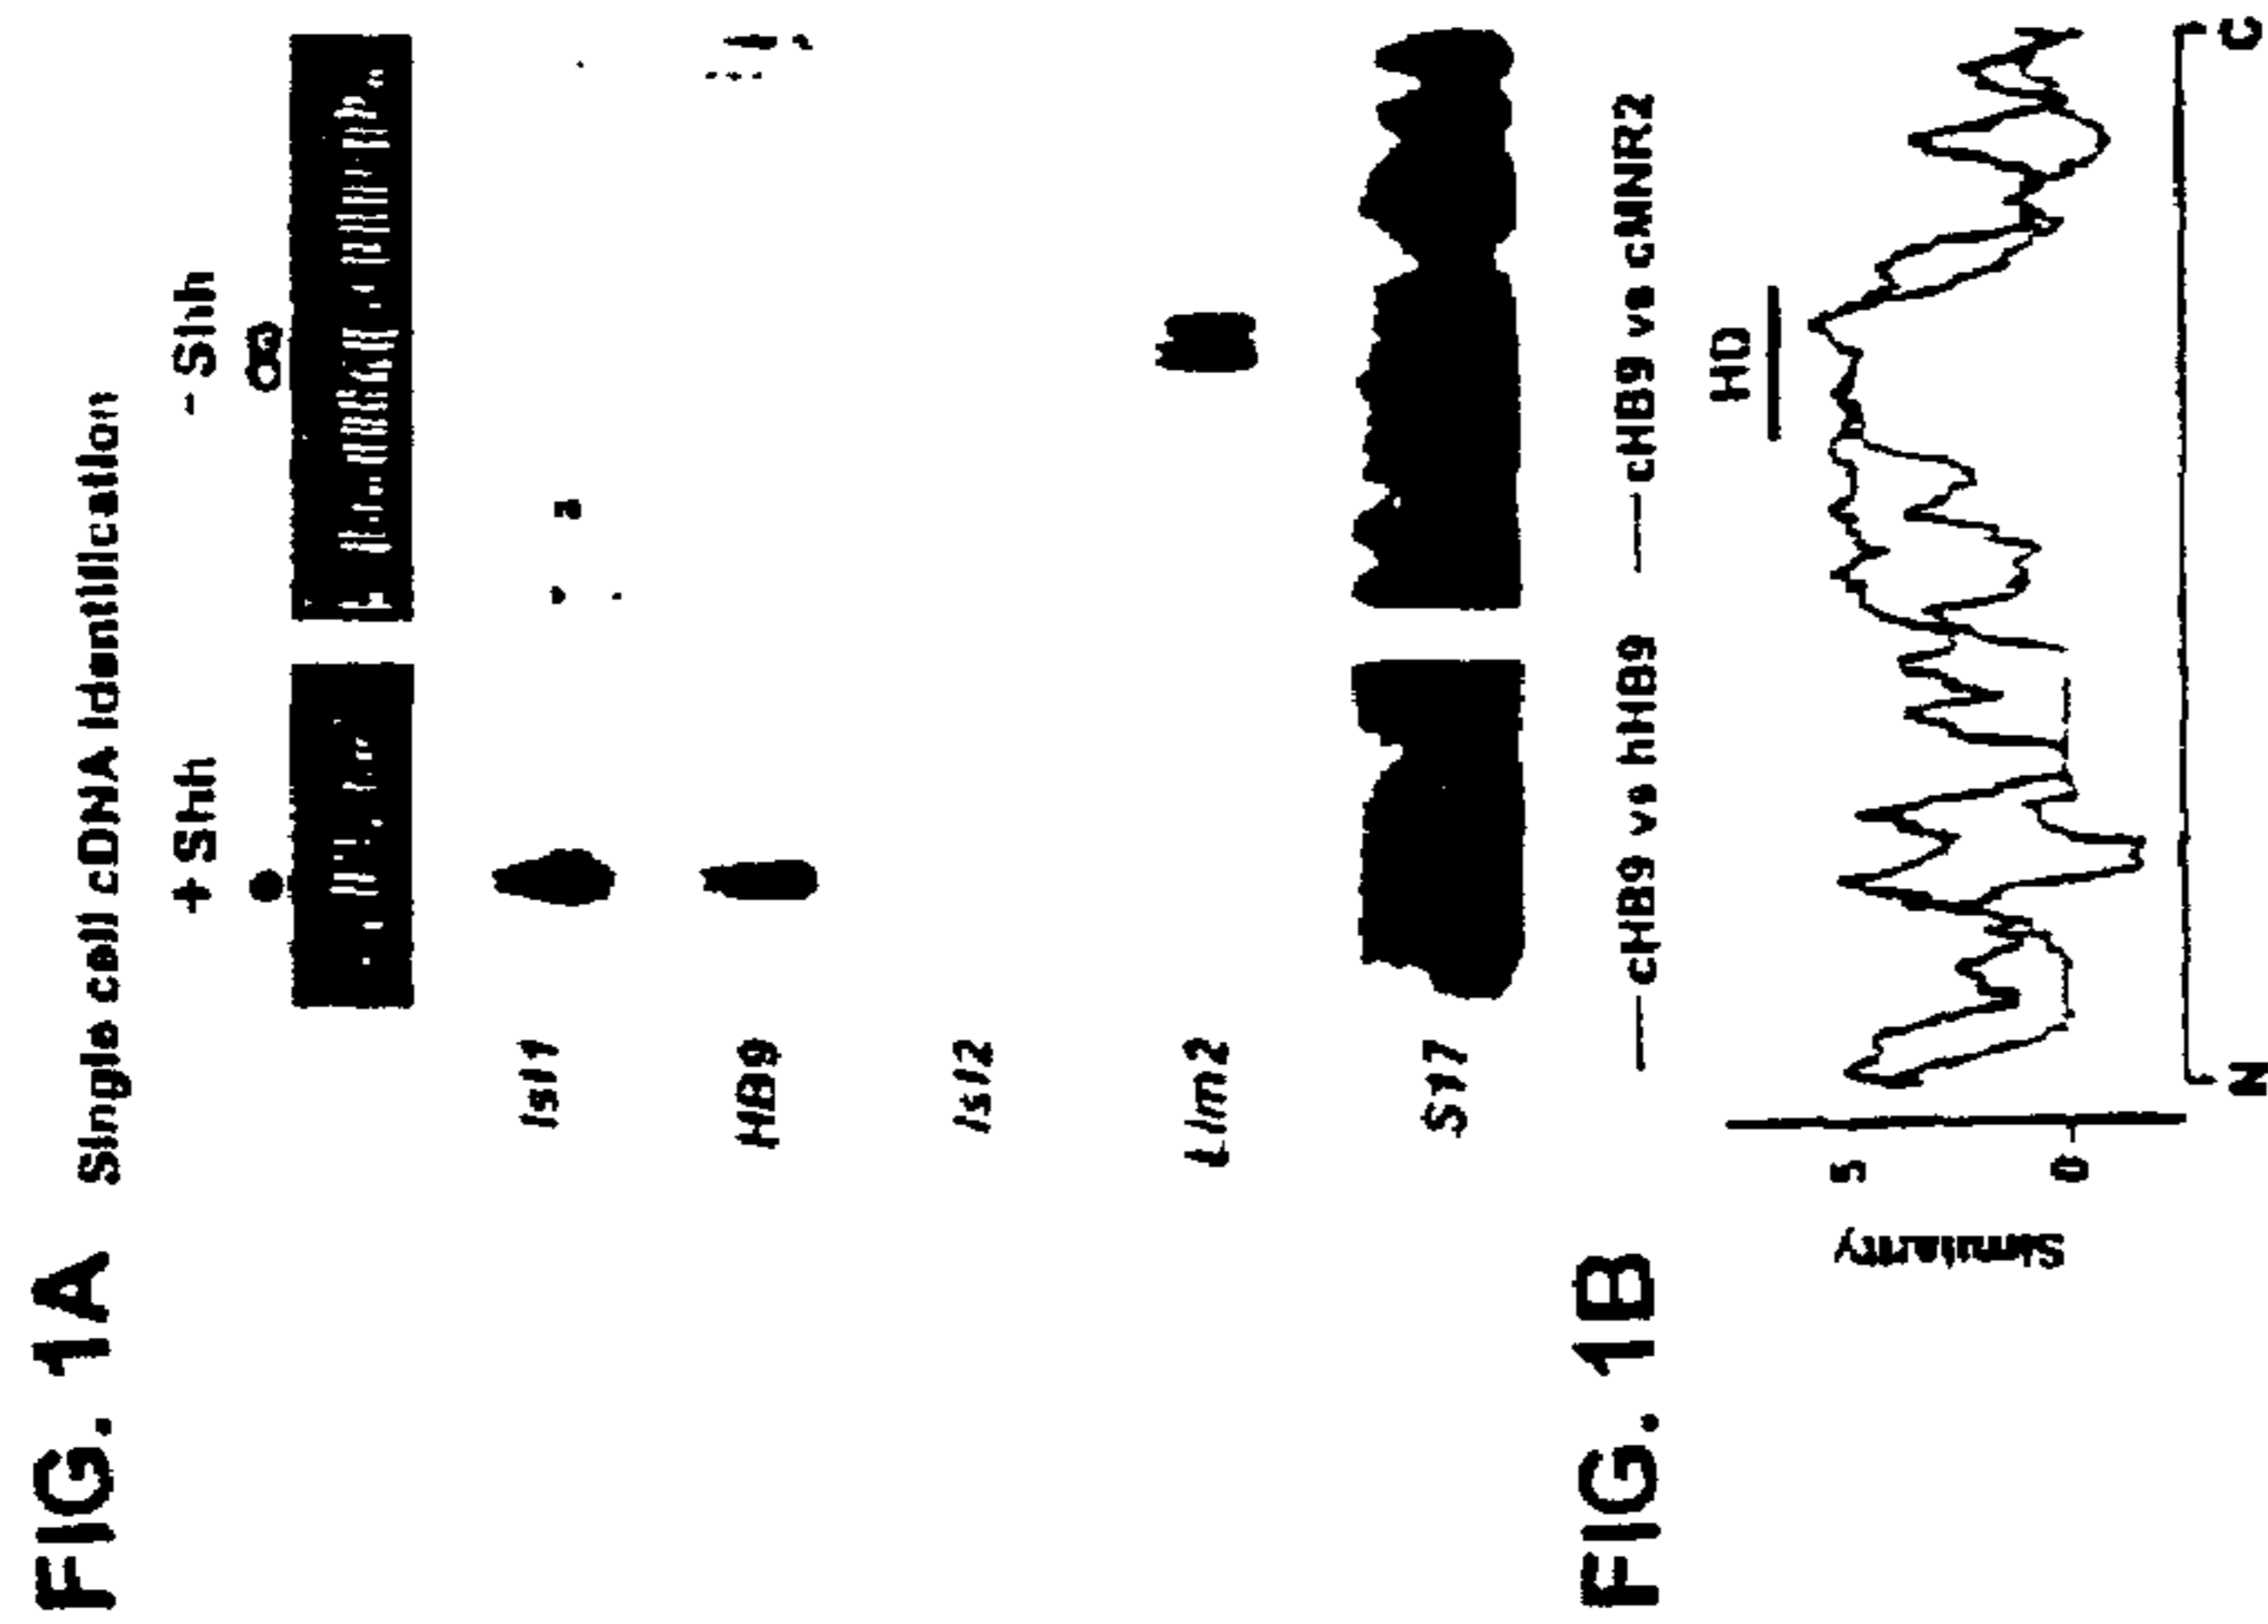 FIG. 1A Single cell cDNA Identification
+ Shh - Shh
Isl1
HB9
Isl2
Lim2
S17
FIG. 1B
cHB9 vs hHB9 cHB9 vs cMNR2
HD
Similarity
5
0
N C